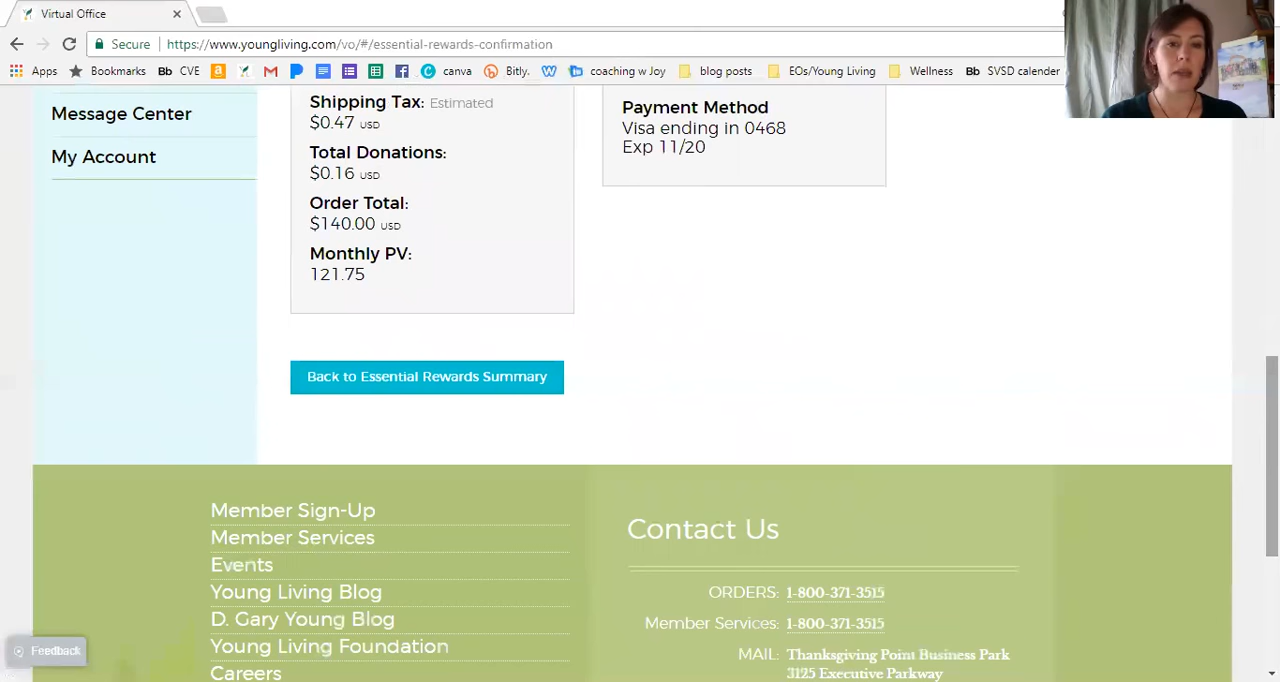 Virtual Office
Secure https://www.youngliving.com/vo/#/essential-rewards-confirmation
Apps Bookmarks Bb CVE canva Bitly. coaching w Joy blog posts EOs/Young Living Wellness Bb SVSD calender
Message Center
My Account
Shipping Tax: Estimated
$0.47 USD
Total Donations:
$0.16 USD
Order Total:
$140.00 USD
Monthly PV:
121.75
Payment Method
Visa ending in 0468
Exp 11/20
Back to Essential Rewards Summary
Member Sign-Up
Member Services
Events
Young Living Blog
D. Gary Young Blog
Young Living Foundation
Careers
Contact Us
ORDERS: 1-800-371-3515
Member Services: 1-800-371-3515
MAIL: Thanksgiving Point Business Park
3125 Executive Parkway
Feedback